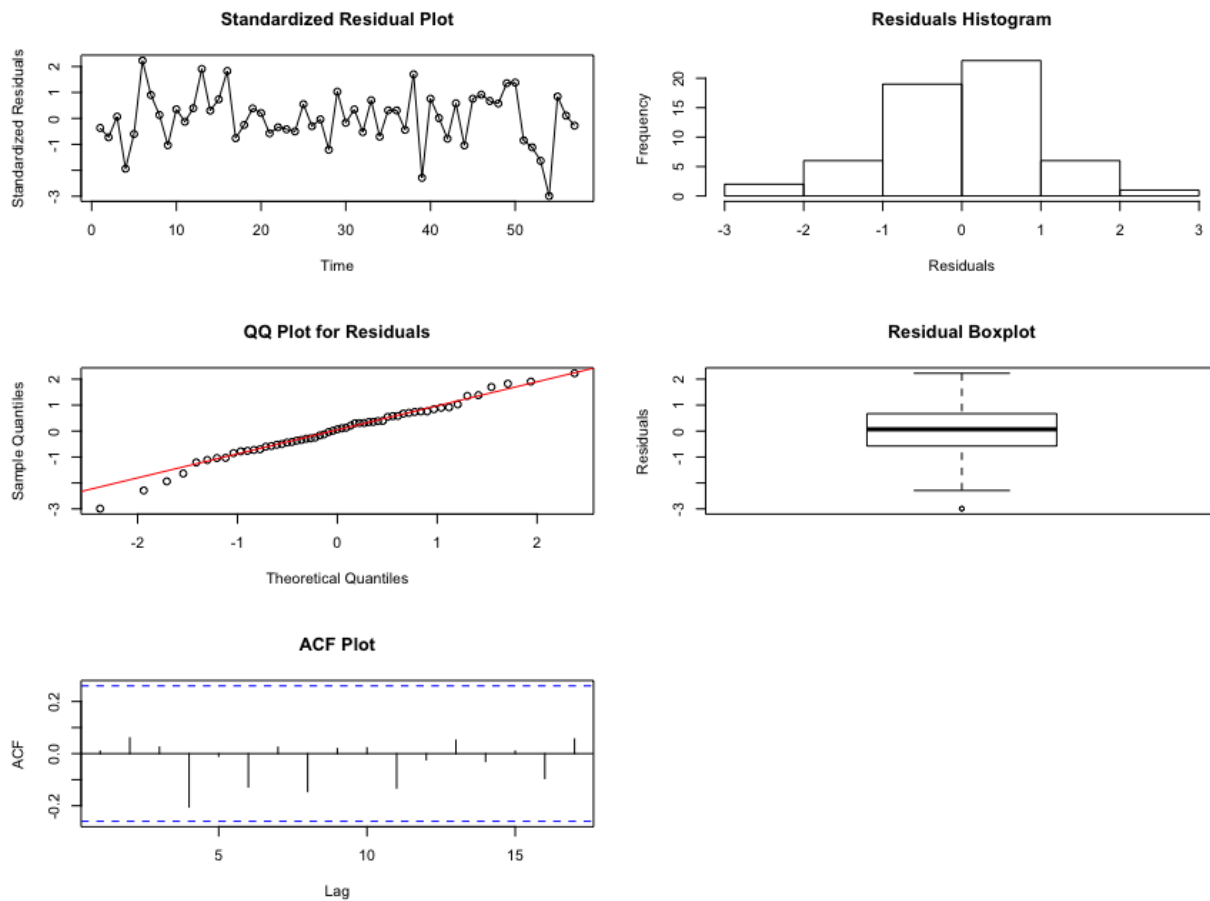 Standardized Residual Plot
Standardized Residuals
2
1
0
-1
-3
0 10 20 30 40 50
Time
Residuals Histogram
Frequency
20
15
10
5
0
-3 -2 -1 0 1 2 3
Residuals
QQ Plot for Residuals
Sample Quantiles
2
1
0
-1
-3
-2 -1 0 1 2
Theoretical Quantiles
Residual Boxplot
Residuals
2
1
0
-1
-3
ACF Plot
ACF
0.2
0.0
-0.2
5 10 15
Lag